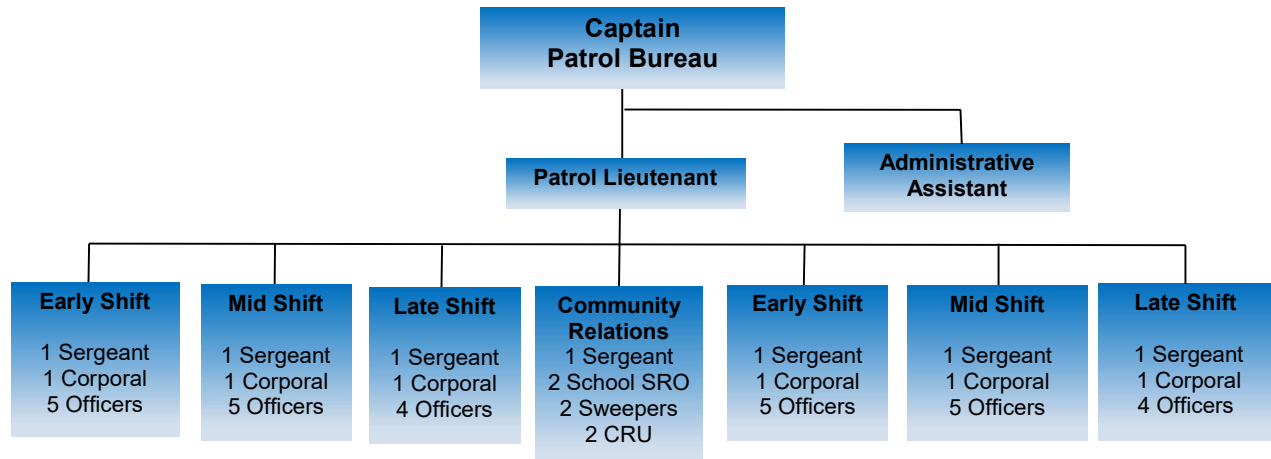 Captain
Patrol Bureau
Patrol Lieutenant
Administrative
Assistant
Early Shift
1 Sergeant
1 Corporal
5 Officers
Mid Shift
1 Sergeant
1 Corporal
5 Officers
Late Shift
1 Sergeant
1 Corporal
4 Officers
Community
Relations
1 Sergeant
2 School SRO
2 Sweepers
2 CRU
Early Shift
1 Sergeant
1 Corporal
5 Officers
Mid Shift
1 Sergeant
1 Corporal
5 Officers
Late Shift
1 Sergeant
1 Corporal
4 Officers